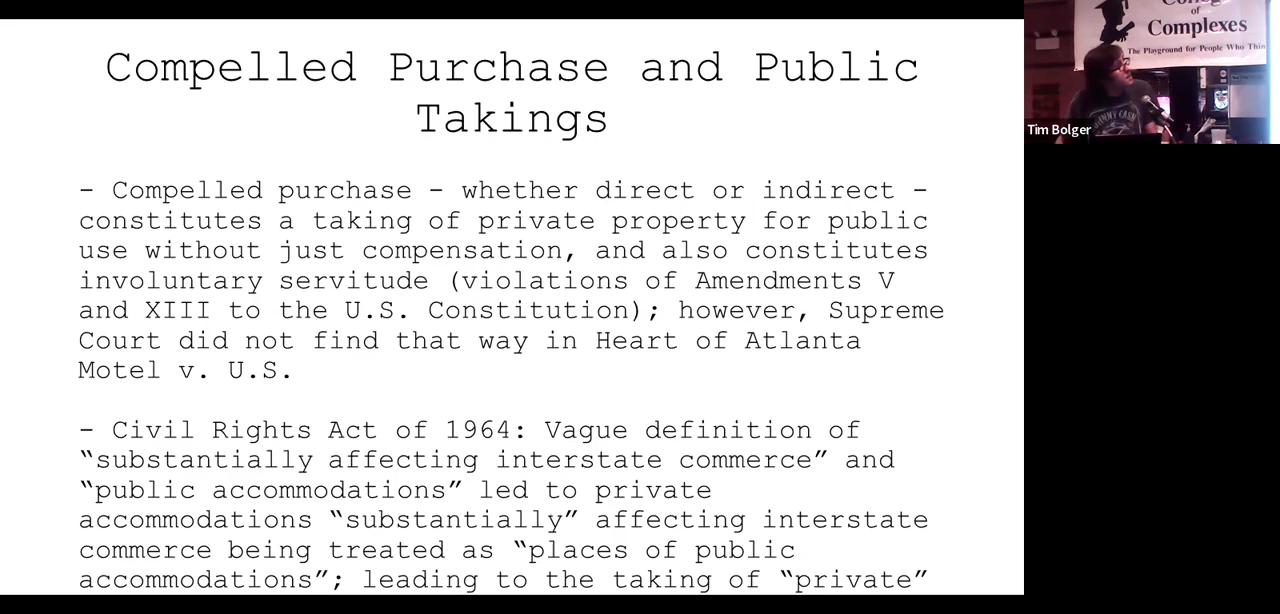 Compelled Purchase and Public
Takings
- Compelled purchase - whether direct or indirect -
constitutes a taking of private property for public
use without just compensation, and also constitutes
involuntary servitude (violations of Amendments V
and XIII to the U.S. Constitution); however, Supreme
Court did not find that way in Heart of Atlanta
Motel v. U.S.
- Civil Rights Act of 1964: Vague definition of
“substantially affecting interstate commerce” and
“public accommodations” led to private
accommodations “substantially” affecting interstate
commerce being treated as “places of public
accommodations”; leading to the taking of “private”
of
Complexes
The Playground for People Who Thin
Tim Bolger
CASH